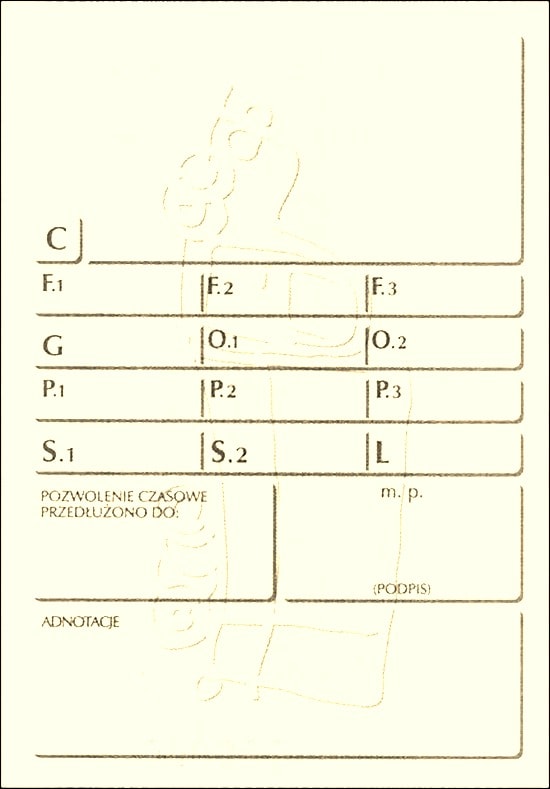 C
F.1 F.2 F.3
G O.1 O.2
P.1 P.2 P.3
S.1 S.2 L
POZWOLENIE CZASOWE
PRZEDŁUŻONO DO:
m. p.
(PODPIS)
ADNOTACJE